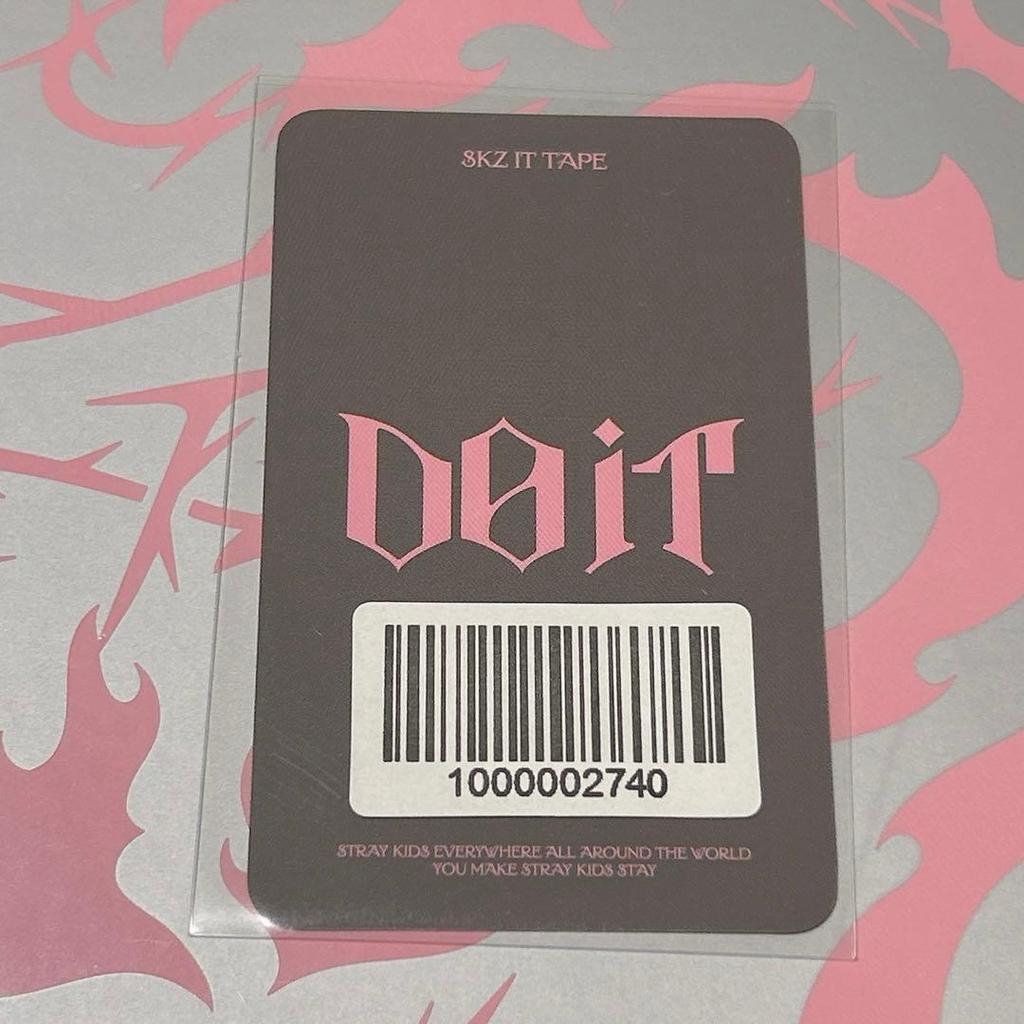 SKZ IT TAPE
DO IT
1000002740
STRAY KIDS EVERYWHERE ALL AROUND THE WORLD
YOU MAKE STRAY KIDS STAY